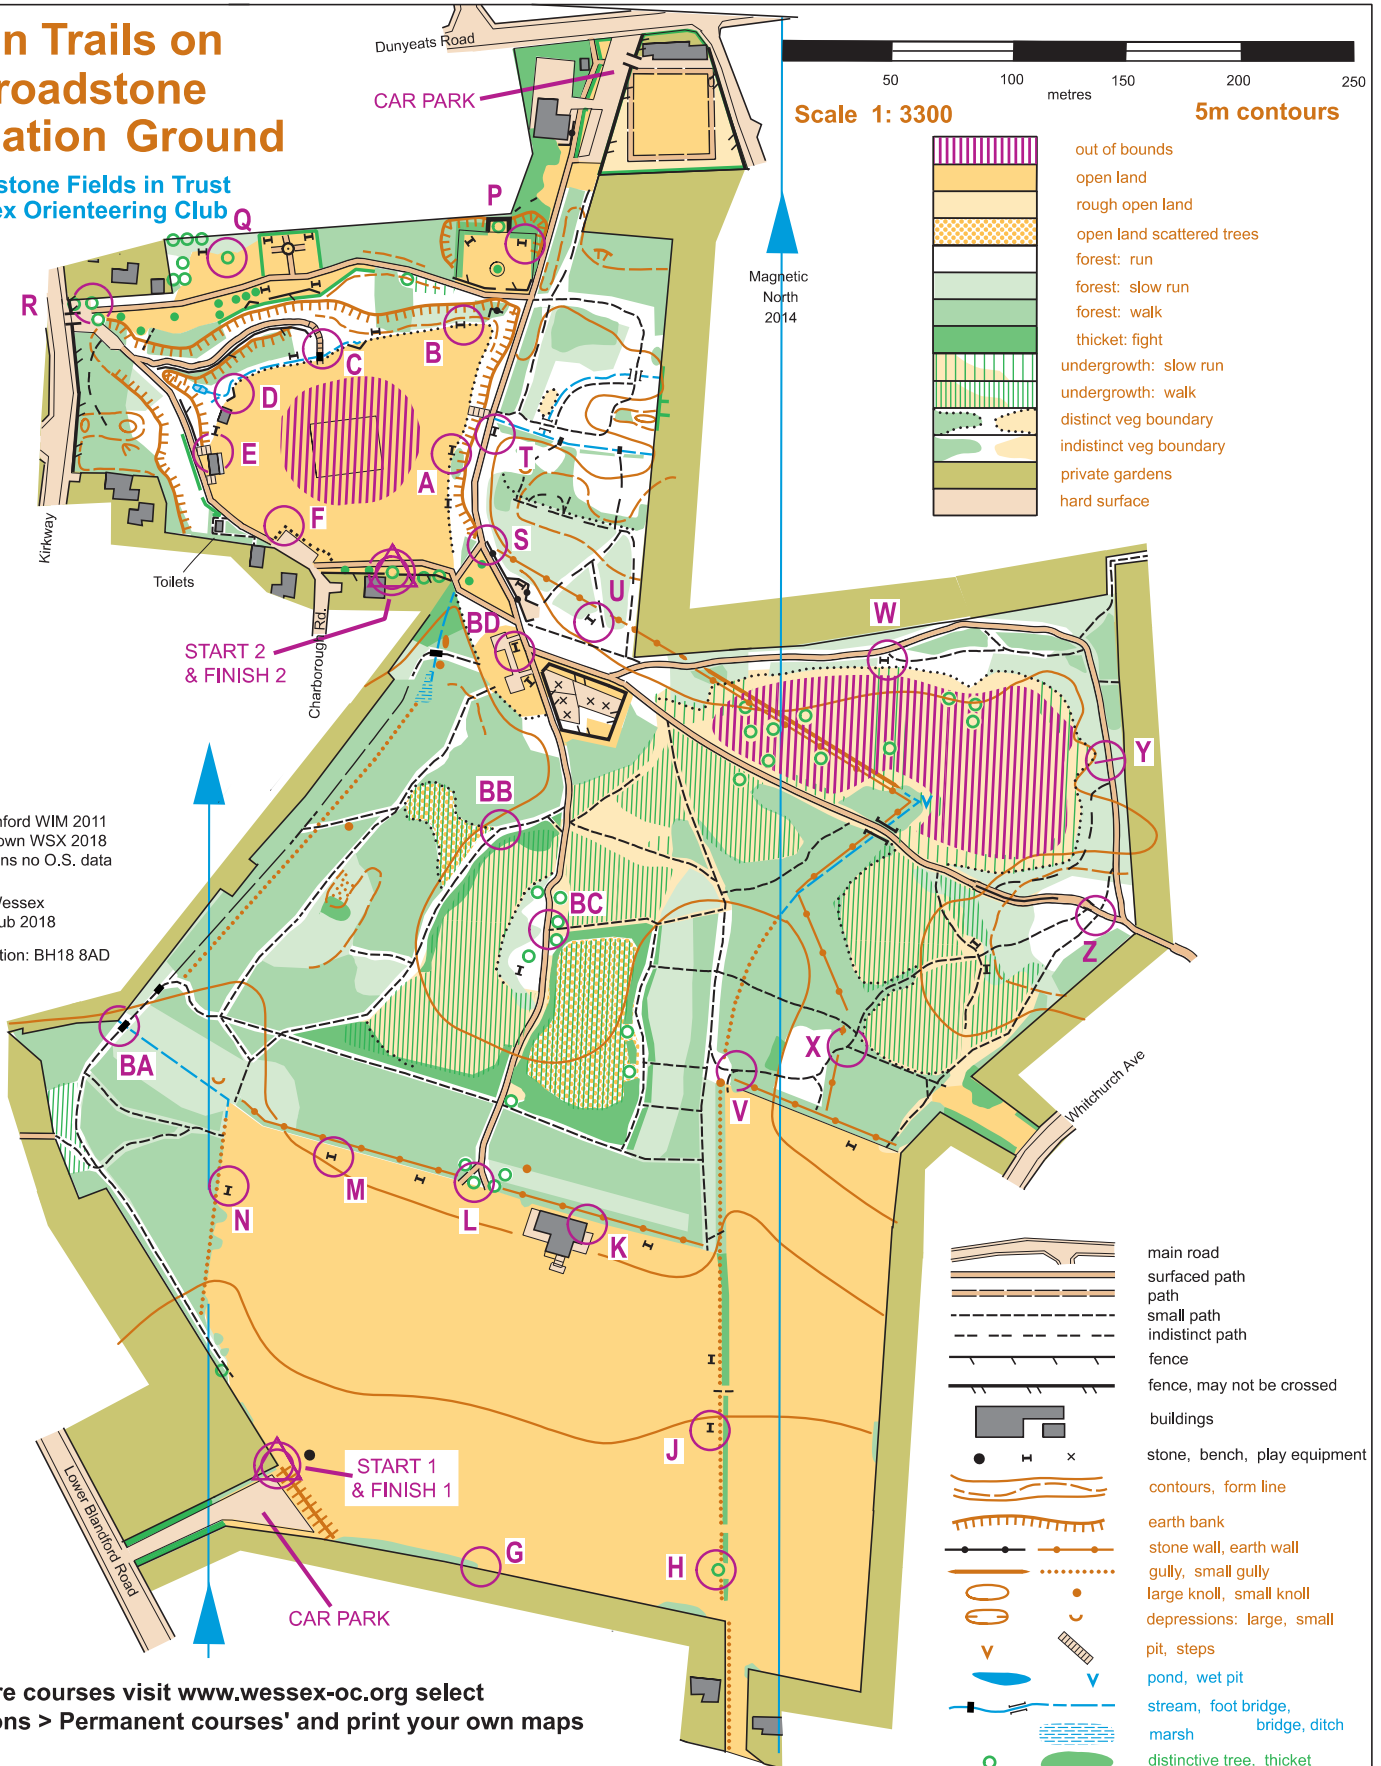 n Trails on
roadstone
ation Ground
stone Fields in Trust
ex Orienteering Club
Dunyeats Road
CAR PARK
50
100
150
200
250
metres
Scale 1: 3300
5m contours
out of bounds
open land
rough open land
open land scattered trees
forest: run
forest: slow run
forest: walk
thicket: fight
undergrowth: slow run
undergrowth: walk
distinct veg boundary
indistinct veg boundary
private gardens
hard surface
Magnetic
North
2014
Q
P
R
B
C
D
E
A
T
F
S
U
Kirkway
Toilets
Charborough Rd.
START 2
& FINISH 2
BD
W
Y
BB
BC
Z
X
V
BA
nford WIM 2011
own WSX 2018
ns no O.S. data
Wessex
ub 2018
tion: BH18 8AD
Whitchurch Ave
M
L
K
N
J
H
G
START 1
& FINISH 1
Lower Blandford Road
CAR PARK
main road
surfaced path
path
small path
indistinct path
fence
fence, may not be crossed
buildings
stone, bench, play equipment
contours, form line
earth bank
stone wall, earth wall
gully, small gully
large knoll, small knoll
depressions: large, small
pit, steps
pond, wet pit
stream, foot bridge,
bridge, ditch
marsh
distinctive tree, thicket
re courses visit www.wessex-oc.org select
ons > Permanent courses' and print your own maps